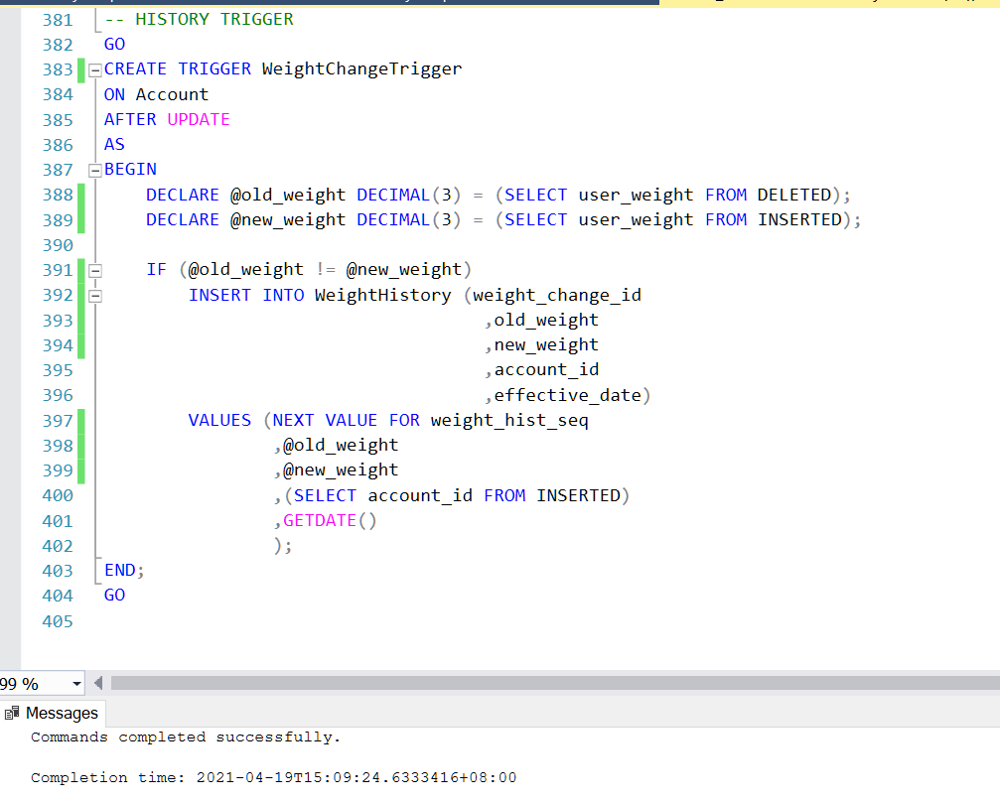 381 -- HISTORY TRIGGER
382 GO
383 CREATE TRIGGER WeightChangeTrigger
384 ON Account
385 AFTER UPDATE
386 AS
387 BEGIN
388 DECLARE @old_weight DECIMAL(3) = (SELECT user_weight FROM DELETED);
389 DECLARE @new_weight DECIMAL(3) = (SELECT user_weight FROM INSERTED);
390
391 IF (@old_weight != @new_weight)
392 INSERT INTO WeightHistory (weight_change_id
393 ,old_weight
394 ,new_weight
395 ,account_id
396 ,effective_date)
397 VALUES (NEXT VALUE FOR weight_hist_seq
398 ,@old_weight
399 ,@new_weight
400 ,(SELECT account_id FROM INSERTED)
401 ,GETDATE()
402 );
403 END;
404 GO
405
99 %
Messages
Commands completed successfully.
Completion time: 2021-04-19T15:09:24.6333416+08:00